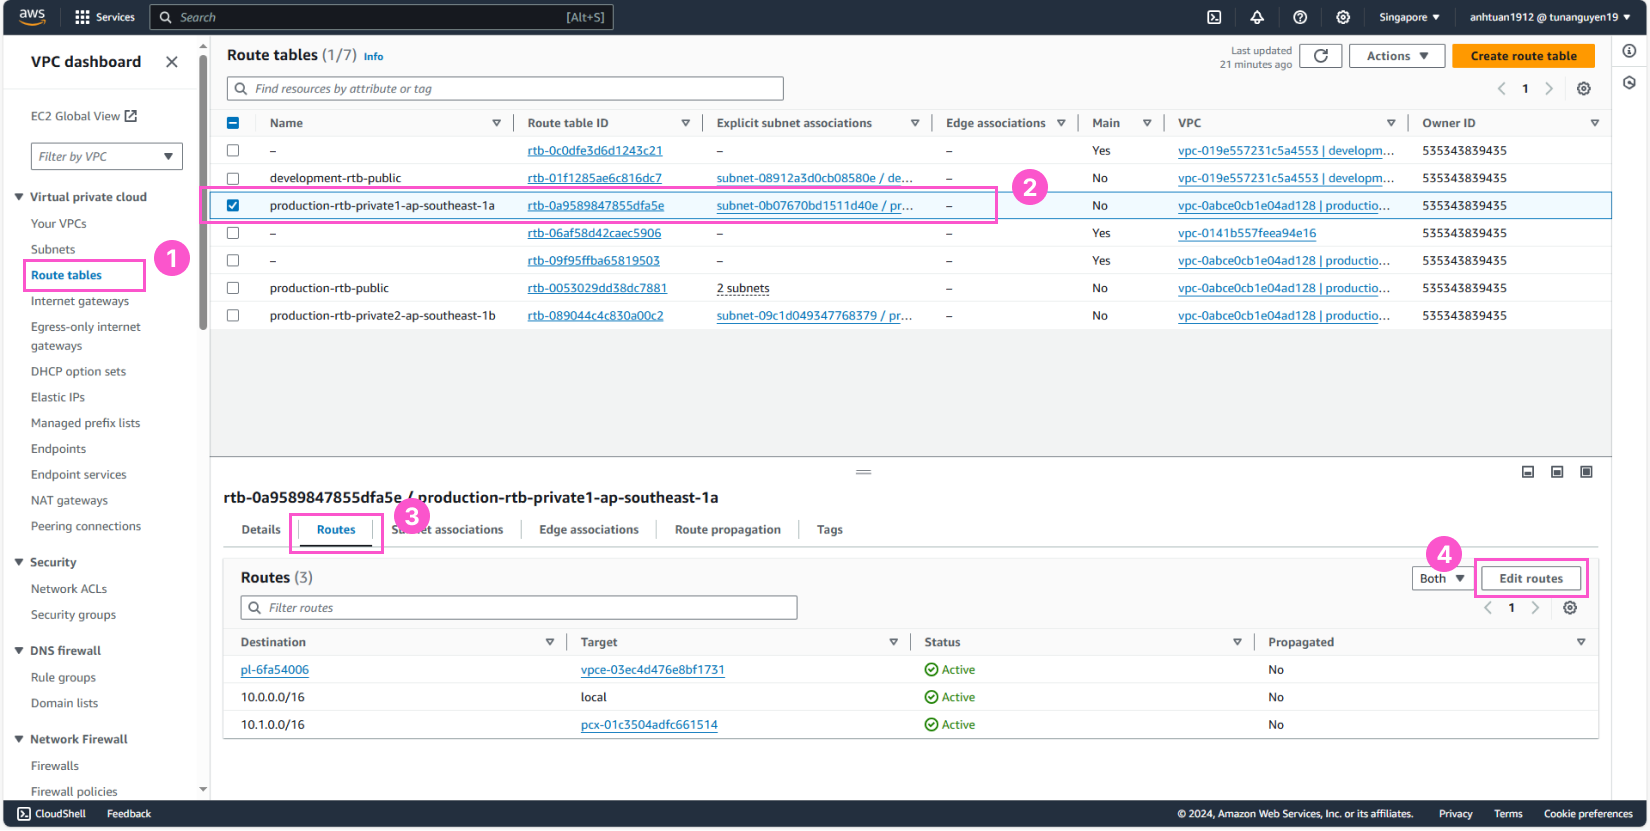 aws Services Search [Alt+S] Singapore anhtuan1912 @ tunanguyen19
VPC dashboard
EC2 Global View
Filter by VPC
Virtual private cloud
Your VPCs
Subnets
1
Route tables
Internet gateways
Egress-only internet
gateways
DHCP option sets
Elastic IPs
Managed prefix lists
Endpoints
Endpoint services
NAT gateways
Peering connections
Security
Network ACLs
Security groups
DNS firewall
Rule groups
Domain lists
Network Firewall
Firewalls
Firewall policies
Route tables (1/7) Info
Last updated
21 minutes ago
Actions
Create route table
Find resources by attribute or tag
1
Name Route table ID Explicit subnet associations Edge associations Main VPC Owner ID
– rtb-0c0dfe3d6d1243c21 – – Yes vpc-019e557231c5a4553 | developm... 535343839435
development-rtb-public rtb-01f1285ae6c816dc7 subnet-08912a3d0cb08580e / de... – No vpc-019e557231c5a4553 | developm... 535343839435
2
production-rtb-private1-ap-southeast-1a rtb-0a9589847855dfa5e subnet-0b07670bd1511d40e / pr... – No vpc-0abce0cb1e04ad128 | productio... 535343839435
– rtb-06af58d42caec5906 – – Yes vpc-0141b557feea94e16 535343839435
– rtb-09f95ffba65819503 – – Yes vpc-0abce0cb1e04ad128 | productio... 535343839435
production-rtb-public rtb-0053029dd38dc7881 2 subnets – No vpc-0abce0cb1e04ad128 | productio... 535343839435
production-rtb-private2-ap-southeast-1b rtb-089044c4c830a00c2 subnet-09c1d049347768379 / pr... – No vpc-0abce0cb1e04ad128 | productio... 535343839435
rtb-0a9589847855dfa5e / production-rtb-private1-ap-southeast-1a
3
Details Routes associations Edge associations Route propagation Tags
4
Routes (3) Both Edit routes
Filter routes
1
Destination Target Status Propagated
pl-6fa54006 vpce-03ec4d476e8bf1731 Active No
10.0.0.0/16 local Active No
10.1.0.0/16 pcx-01c3504adfc661514 Active No
CloudShell Feedback © 2024, Amazon Web Services, Inc. or its affiliates. Privacy Terms Cookie preferences